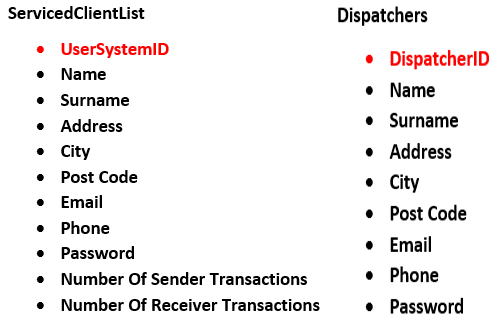 ServicedClientList
• UserSystemID
• Name
• Surname
• Address
• City
• Post Code
• Email
• Phone
• Password
• Number Of Sender Transactions
• Number Of Receiver Transactions
Dispatchers
• DispatcherID
• Name
• Surname
• Address
• City
• Post Code
• Email
• Phone
• Password